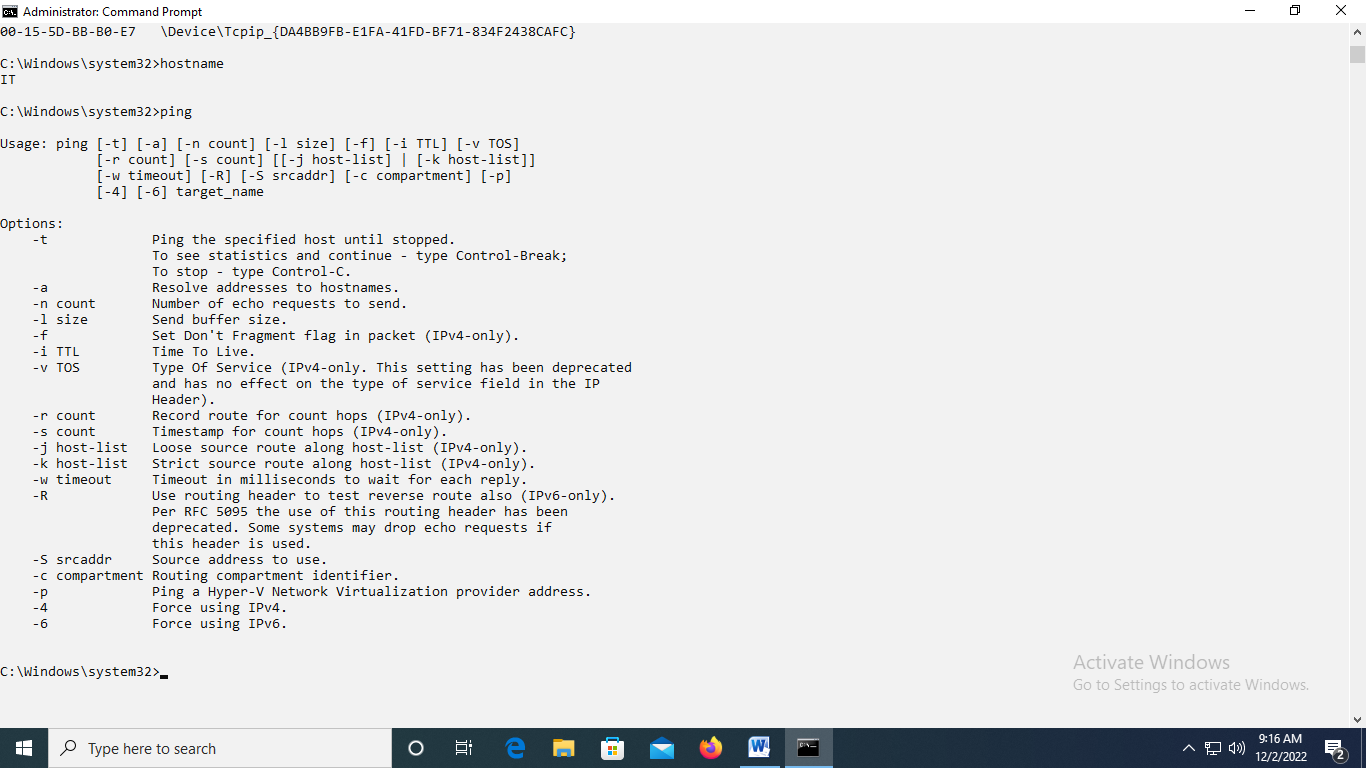 Administrator: Command Prompt
00-15-5D-BB-B0-E7   \Device\Tcpip_{DA4BB9FB-E1FA-41FD-BF71-834F2438CAFC}
C:\Windows\system32>hostname
IT
C:\Windows\system32>ping
Usage: ping [-t] [-a] [-n count] [-l size] [-f] [-i TTL] [-v TOS]
            [-r count] [-s count] [[-j host-list] | [-k host-list]]
            [-w timeout] [-R] [-S srcaddr] [-c compartment] [-p]
            [-4] [-6] target_name
Options:
    -t             Ping the specified host until stopped.
                   To see statistics and continue - type Control-Break;
                   To stop - type Control-C.
    -a             Resolve addresses to hostnames.
    -n count       Number of echo requests to send.
    -l size        Send buffer size.
    -f             Set Don't Fragment flag in packet (IPv4-only).
    -i TTL         Time To Live.
    -v TOS         Type Of Service (IPv4-only. This setting has been deprecated
                   and has no effect on the type of service field in the IP
                   Header).
    -r count       Record route for count hops (IPv4-only).
    -s count       Timestamp for count hops (IPv4-only).
    -j host-list   Loose source route along host-list (IPv4-only).
    -k host-list   Strict source route along host-list (IPv4-only).
    -w timeout     Timeout in milliseconds to wait for each reply.
    -R             Use routing header to test reverse route also (IPv6-only).
                   Per RFC 5095 the use of this routing header has been
                   deprecated. Some systems may drop echo requests if
                   this header is used.
    -S srcaddr     Source address to use.
    -c compartment Routing compartment identifier.
    -p             Ping a Hyper-V Network Virtualization provider address.
    -4             Force using IPv4.
    -6             Force using IPv6.
C:\Windows\system32>
Activate Windows
Go to Settings to activate Windows.
Type here to search
9:16 AM
12/2/2022
2